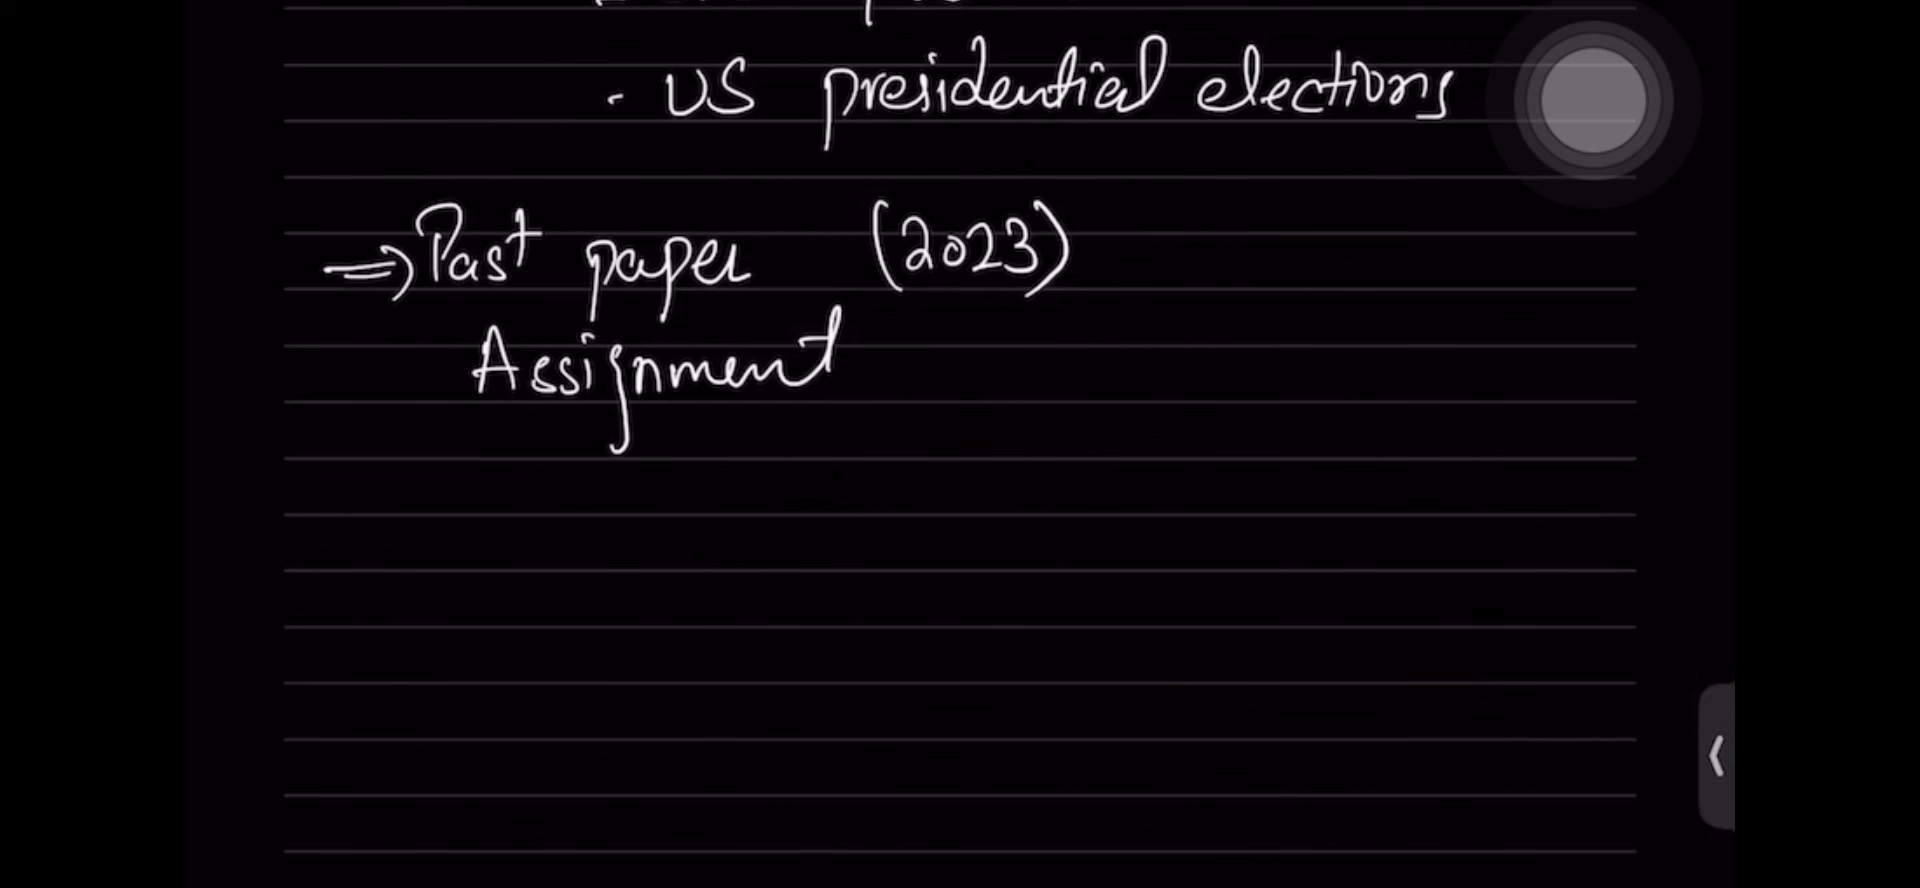 - US presidential elections
⇒ Past paper (2023)
Assignment